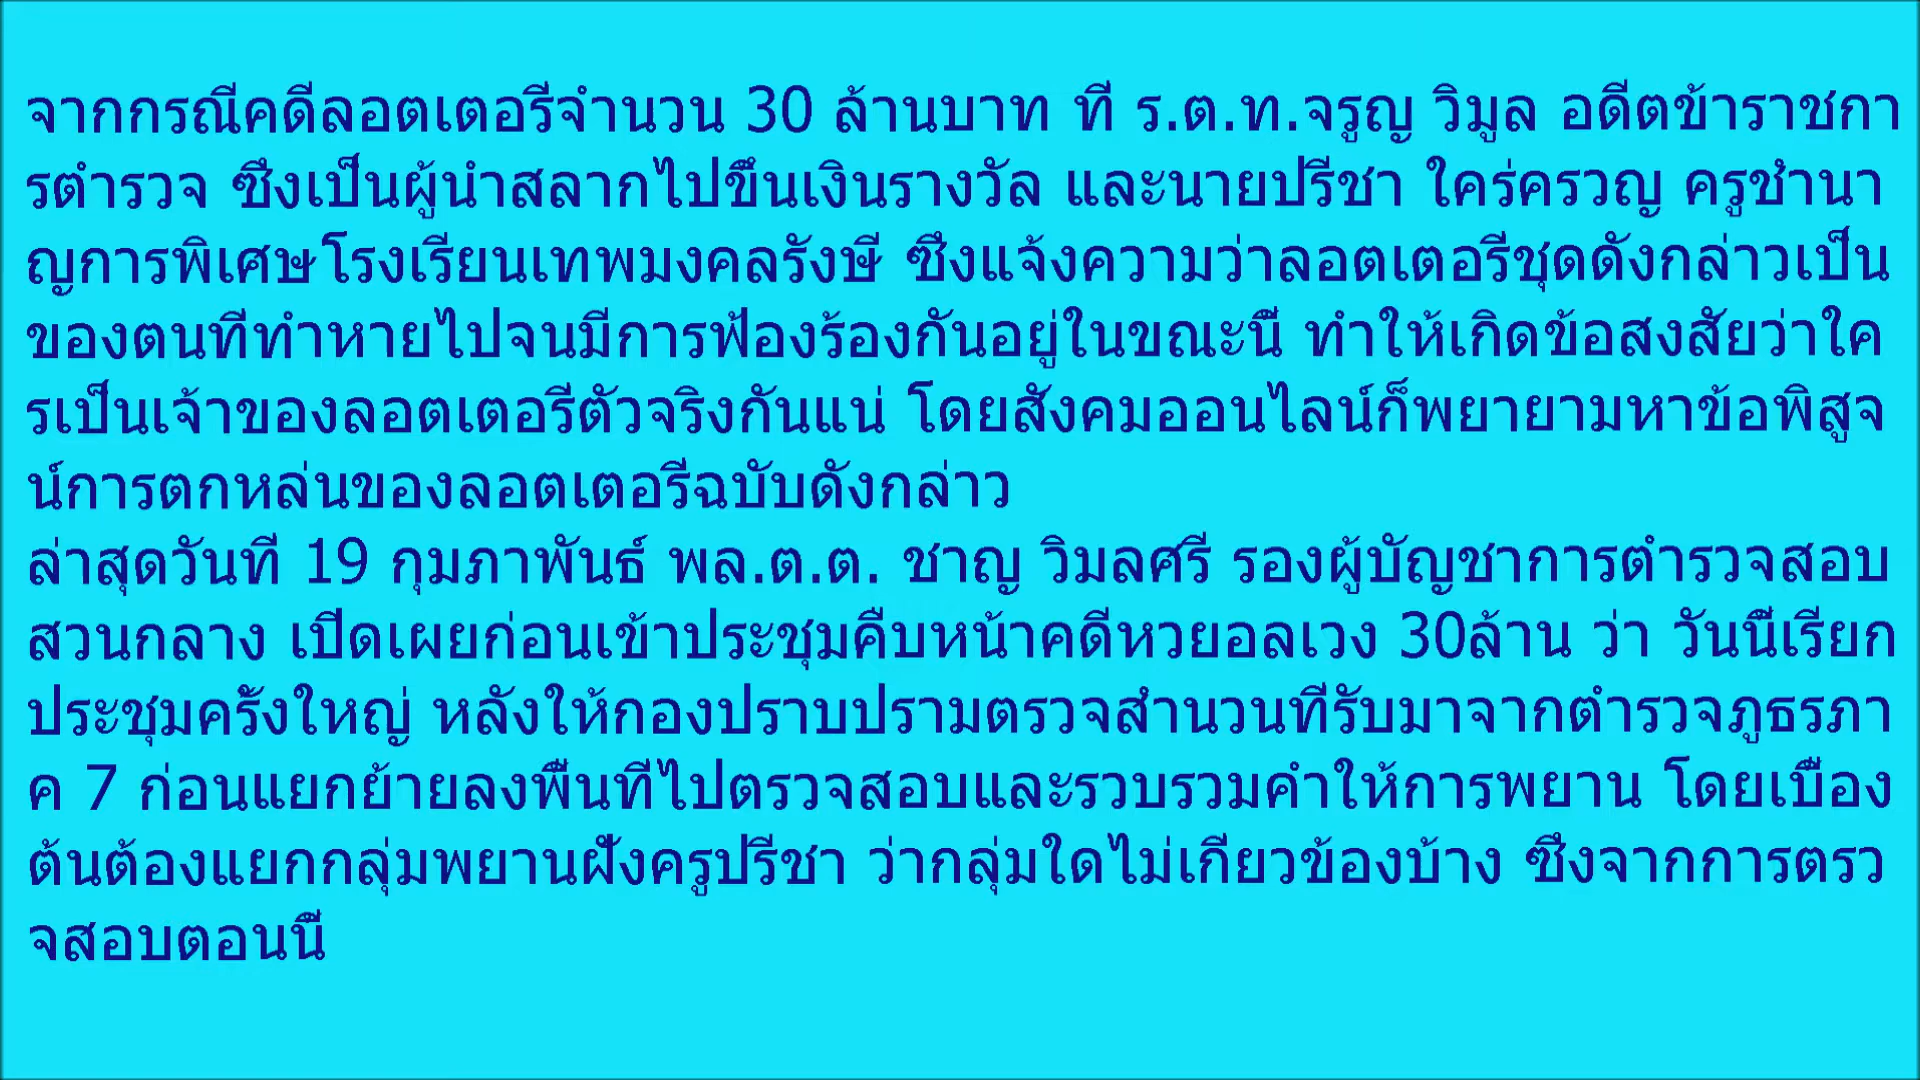 จากกรณีคดีลอตเตอรี่จำนวน 30 ล้านบาท ที่ ร.ต.ท.จรูญ วิมูล อดีตข้าราชกา
รตำรวจ ซึ่งเป็นผู้นำสลากไปขึ้นเงินรางวัล และนายปรีชา ใคร่ครวญ ครูชำนา
ญการพิเศษโรงเรียนเทพมงคลรังษี ซึ่งแจ้งความว่าลอตเตอรี่ชุดดังกล่าวเป็น
ของตนที่ทำหายไปจนมีการฟ้องร้องกันอยู่ในขณะนี้ ทำให้เกิดข้อสงสัยว่าใค
รเป็นเจ้าของลอตเตอรี่ตัวจริงกันแน่ โดยสังคมออนไลน์ก็พยายามหาข้อพิสูจ
น์การตกหล่นของลอตเตอรี่ฉบับดังกล่าว
ล่าสุดวันที่ 19 กุมภาพันธ์ พล.ต.ต. ชาญ วิมลศรี รองผู้บัญชาการตำรวจสอบ
สวนกลาง เปิดเผยก่อนเข้าประชุมคืบหน้าคดีหวยอลเวง 30ล้าน ว่า วันนี้เรียก
ประชุมครั้งใหญ่ หลังให้กองปราบปรามตรวจสำนวนที่รับมาจากตำรวจภูธรภา
ค 7 ก่อนแยกย้ายลงพื้นที่ไปตรวจสอบและรวบรวมคำให้การพยาน โดยเบื้อง
ต้นต้องแยกกลุ่มพยานฝั่งครูปรีชา ว่ากลุ่มใดไม่เกี่ยวข้องบ้าง ซึ่งจากการตรว
จสอบตอนนี้